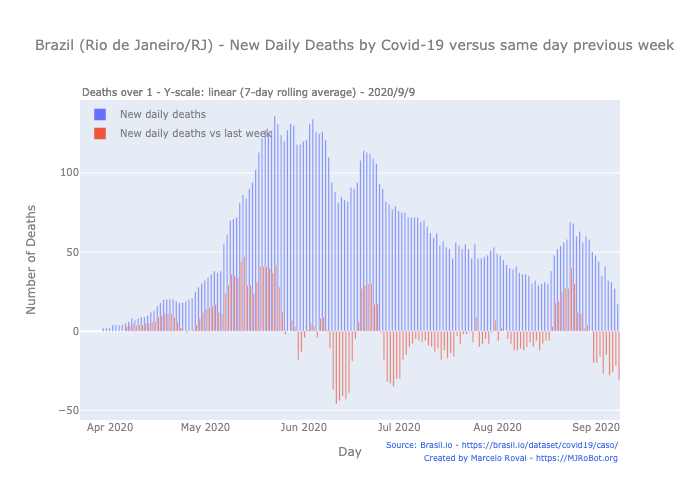 Brazil (Rio de Janeiro/RJ) - New Daily Deaths by Covid-19 versus same day previous week
Deaths over 1 - Y-scale: linear (7-day rolling average) - 2020/9/9
New daily deaths
New daily deaths vs last week
Number of Deaths
100
50
0
−50
Apr 2020
May 2020
Jun 2020
Jul 2020
Aug 2020
Sep 2020
Day
Source: Brasil.io - https://brasil.io/dataset/covid19/caso/
Created by Marcelo Rovai - https://MJRoBot.org